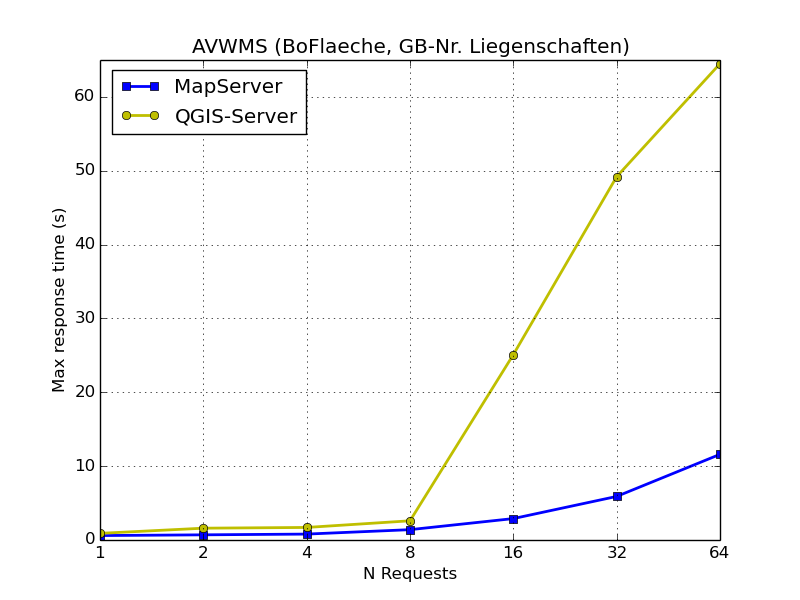 AVWMS (BoFlaeche, GB-Nr. Liegenschaften)
MapServer
QGIS-Server
Max response time (s)
60
50
40
30
20
10
0
1 2 4 8 16 32 64
N Requests